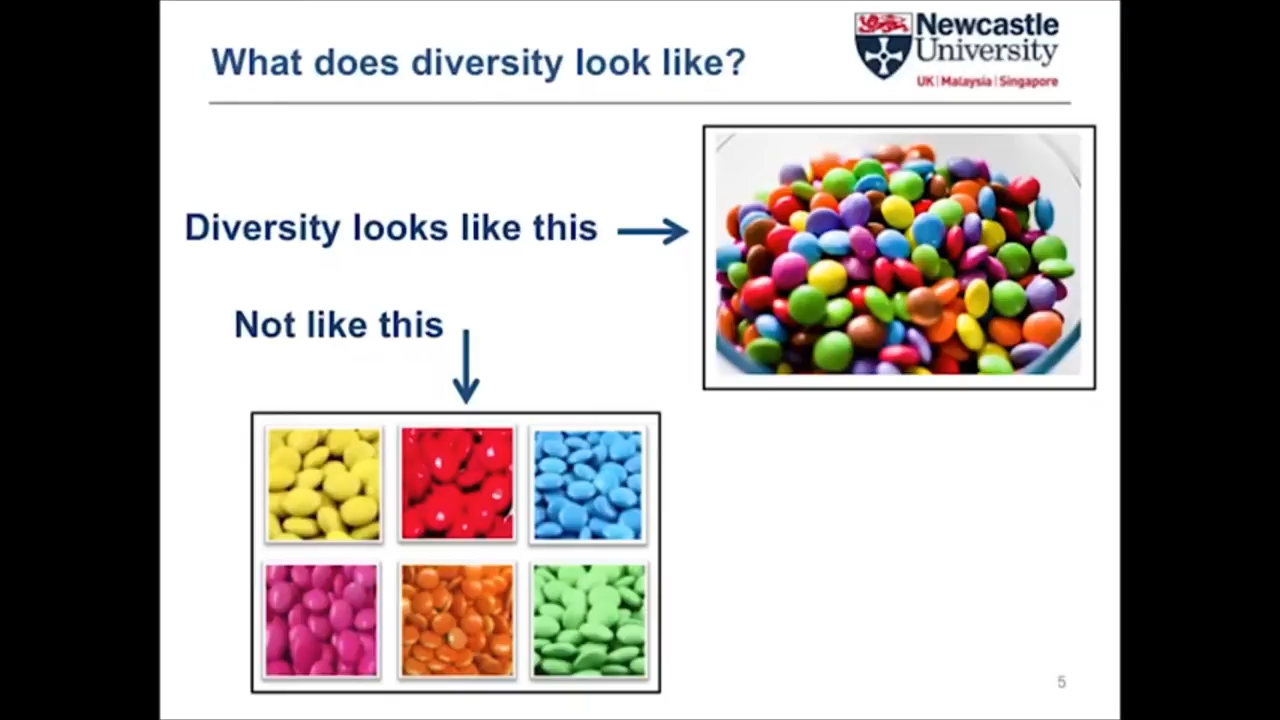 What does diversity look like?
Newcastle
University
UK | Malaysia | Singapore
Diversity looks like this
Not like this
5